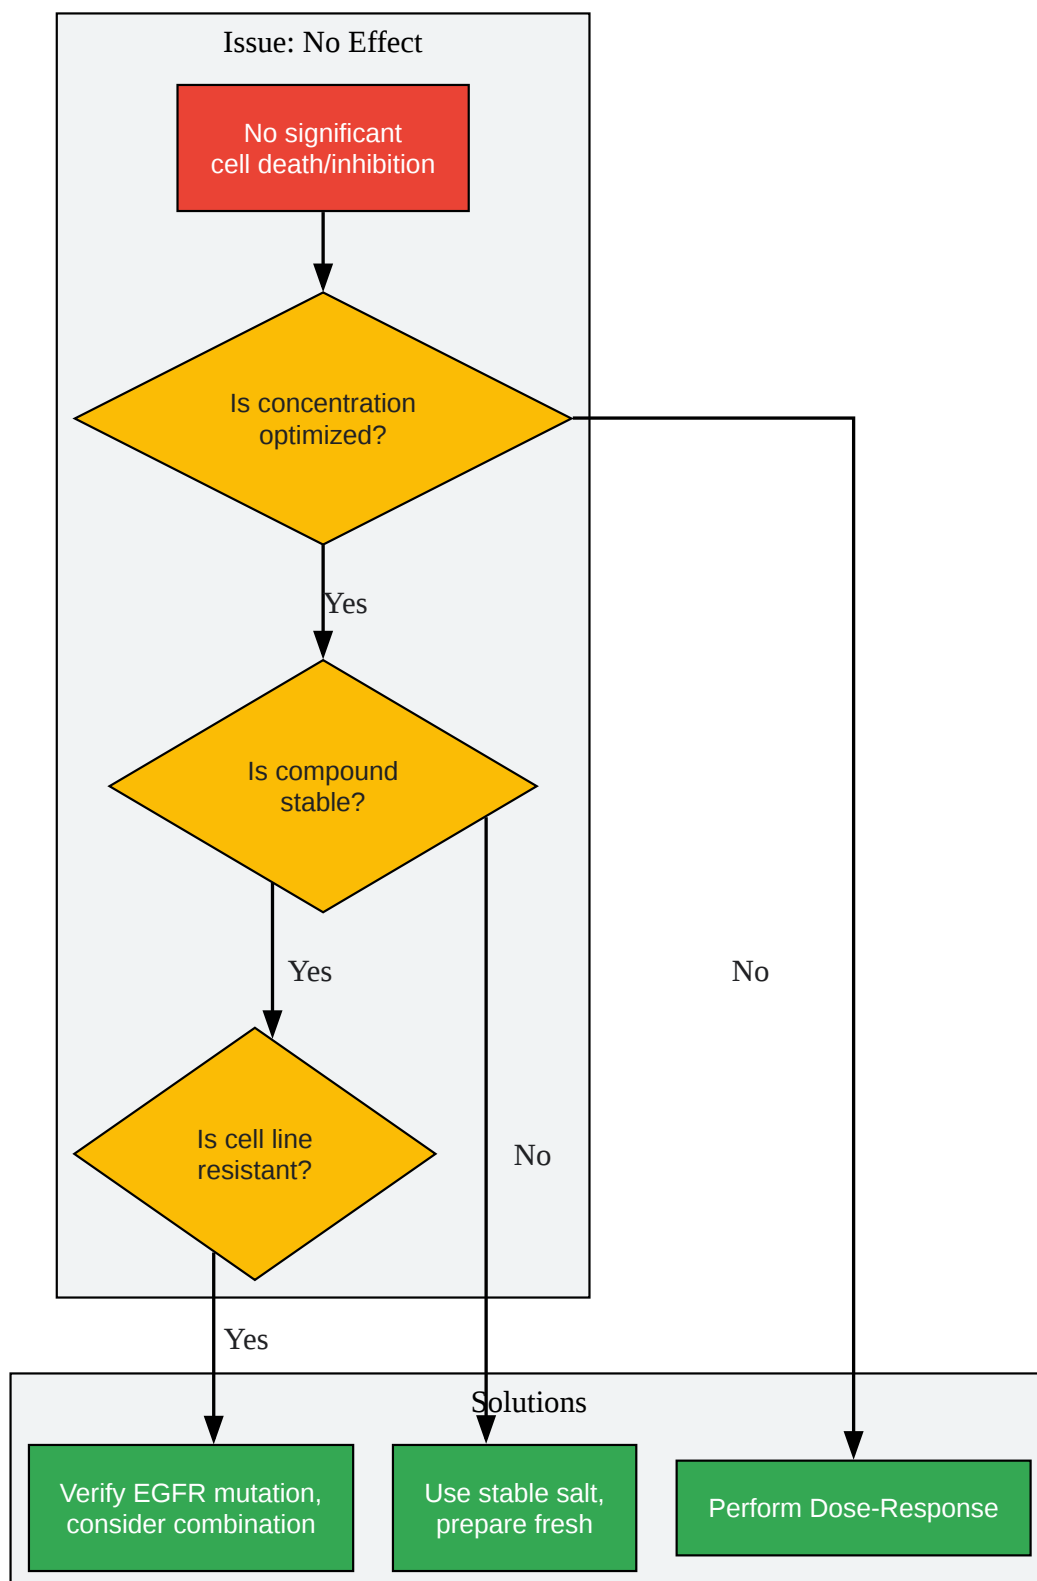 Issue: No Effect
No significant
cell death/inhibition
Is concentration
optimized?
Yes
Is compound
stable?
Yes
No
Is cell line
resistant?
No
Yes
Solutions
Verify EGFR mutation,
consider combination
Use stable salt,
prepare fresh
Perform Dose-Response